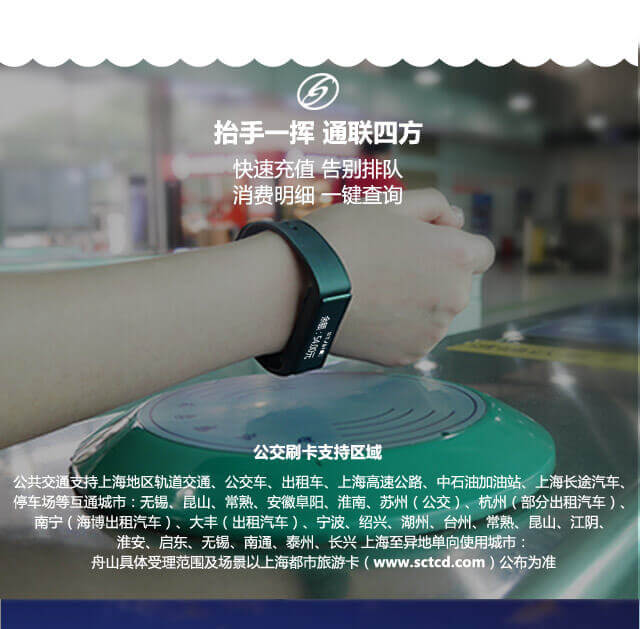 抬手一挥 通联四方
快速充值 告别排队
消费明细 一键查询
余额：54.00元
公交刷卡支持区域
公共交通支持上海地区轨道交通、公交车、出租车、上海高速公路、中石油加油站、上海长途汽车、
停车场等互通城市：无锡、昆山、常熟、安徽阜阳、淮南、苏州（公交）、杭州（部分出租汽车）、
南宁（海博出租汽车）、大丰（出租汽车）、宁波、绍兴、湖州、台州、常熟、昆山、江阴、
淮安、启东、无锡、南通、泰州、长兴 上海至异地单向使用城市：
舟山具体受理范围及场景以上海都市旅游卡（www.sctcd.com）公布为准